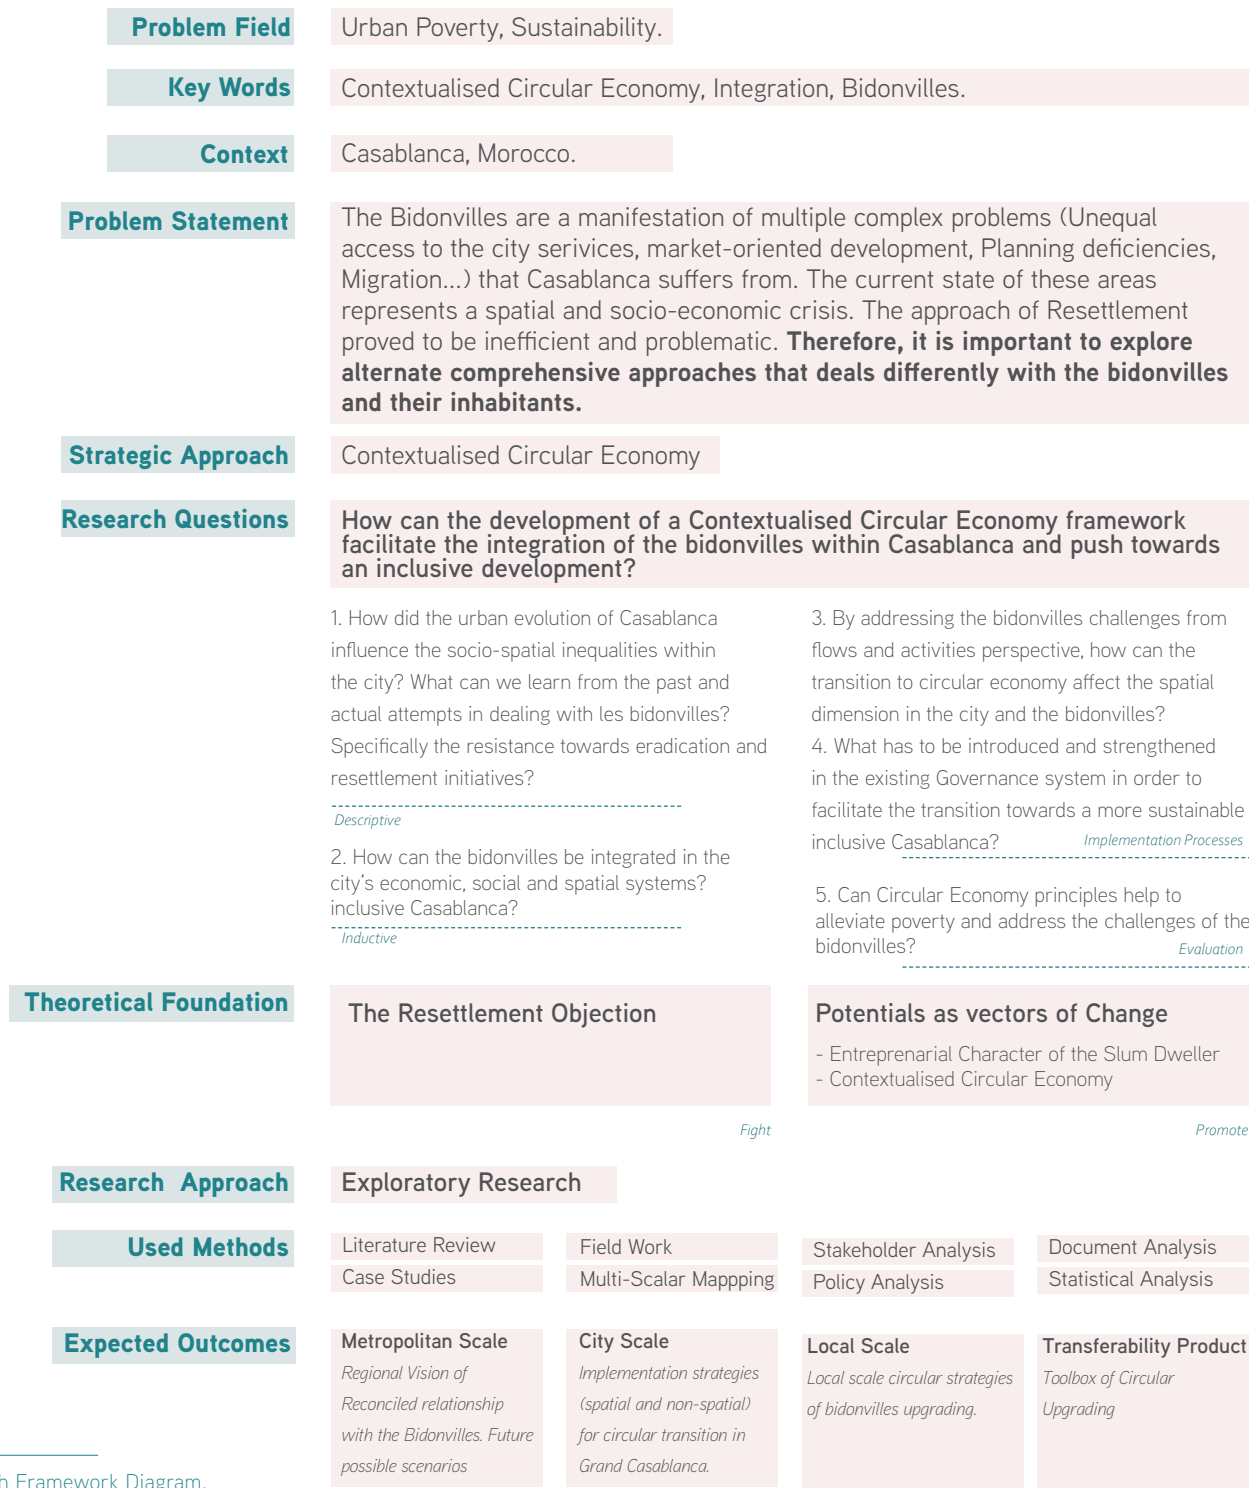 Problem Field
Urban Poverty, Sustainability.
Key Words
Contextualised Circular Economy, Integration, Bidonvilles.
Context
Casablanca, Morocco.
Problem Statement
The Bidonvilles are a manifestation of multiple complex problems (Unequal
access to the city serivices, market-oriented development, Planning deficiencies,
Migration...) that Casablanca suffers from. The current state of these areas
represents a spatial and socio-economic crisis. The approach of Resettlement
proved to be inefficient and problematic. Therefore, it is important to explore
alternate comprehensive approaches that deals differently with the bidonvilles
and their inhabitants.
Strategic Approach
Contextualised Circular Economy
Research Questions
How can the development of a Contextualised Circular Economy framework
facilitate the integration of the bidonvilles within Casablanca and push towards
an inclusive development?
1. How did the urban evolution of Casablanca
influence the socio-spatial inequalities within
the city? What can we learn from the past and
actual attempts in dealing with les bidonvilles?
Specifically the resistance towards eradication and
resettlement initiatives?
Descriptive
2. How can the bidonvilles be integrated in the
city's economic, social and spatial systems?
inclusive Casablanca?
Inductive
3. By addressing the bidonvilles challenges from
flows and activities perspective, how can the
transition to circular economy affect the spatial
dimension in the city and the bidonvilles?
4. What has to be introduced and strengthened
in the existing Governance system in order to
facilitate the transition towards a more sustainable
inclusive Casablanca?
Implementation Processes
5. Can Circular Economy principles help to
alleviate poverty and address the challenges of the
bidonvilles?
Evaluation
Theoretical Foundation
The Resettlement Objection
Fight
Potentials as vectors of Change
- Entreprenarial Character of the Slum Dweller
- Contextualised Circular Economy
Promote
Research Approach
Exploratory Research
Used Methods
Literature Review
Case Studies
Field Work
Multi-Scalar Mappping
Stakeholder Analysis
Policy Analysis
Document Analysis
Statistical Analysis
Expected Outcomes
Metropolitan Scale
Regional Vision of
Reconciled relationship
with the Bidonvilles. Future
possible scenarios
City Scale
Implementation strategies
(spatial and non-spatial)
for circular transition in
Grand Casablanca.
Local Scale
Local scale circular strategies
of bidonvilles upgrading.
Transferability Product
Toolbox of Circular
Upgrading
Framework Diagram.